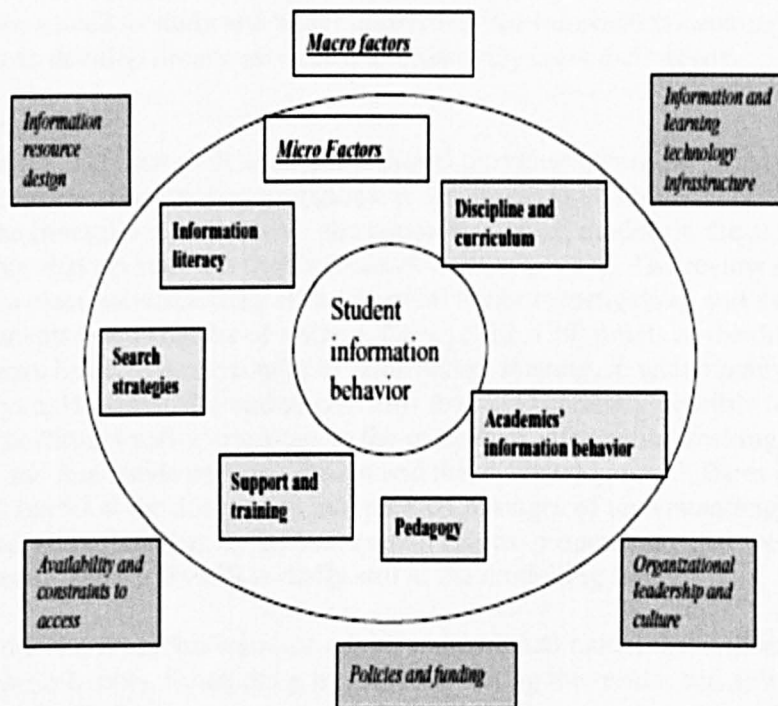 Macro factors
Information
resource
design
Information and
learning
technology
infrastructure
Micro Factors
Information
literacy
Discipline and
curriculum
Student
information
behavior
Search
strategies
Academics'
information behavior
Support and
training
Pedagogy
Availability and
constraints to
access
Organizational
leadership and
culture
Policies and funding